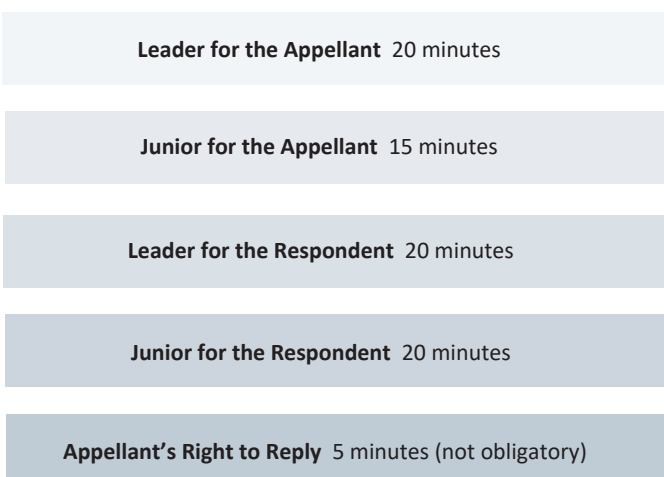 Leader for the Appellant 20 minutes
Junior for the Appellant 15 minutes
Leader for the Respondent 20 minutes
Junior for the Respondent 20 minutes
Appellant’s Right to Reply 5 minutes (not obligatory)